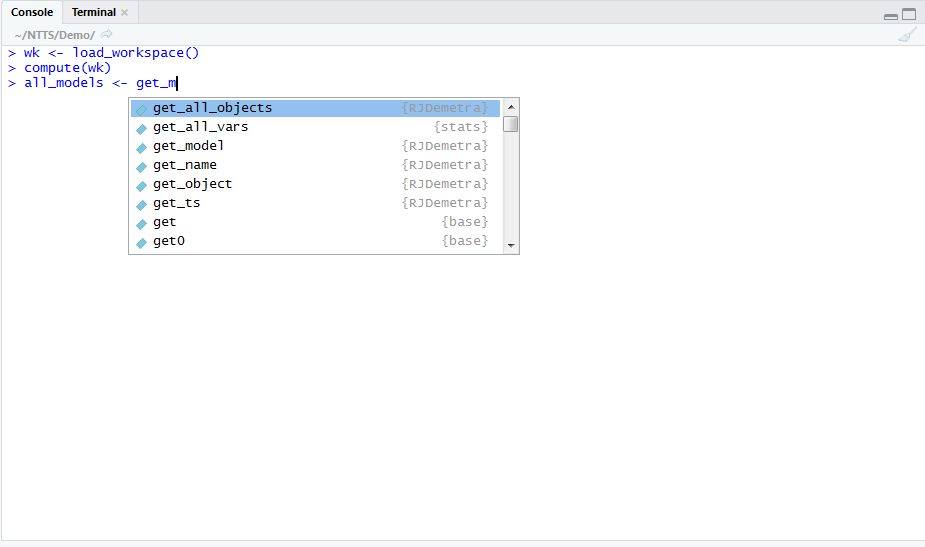 Console Terminal
~/NTTS/Demo/
> wk <- load_workspace()
> compute(wk)
> all_models <- get_m
get_all_objects {RJDemetra}
get_all_vars {stats}
get_model {RJDemetra}
get_name {RJDemetra}
get_object {RJDemetra}
get_ts {RJDemetra}
get {base}
get0 {base}